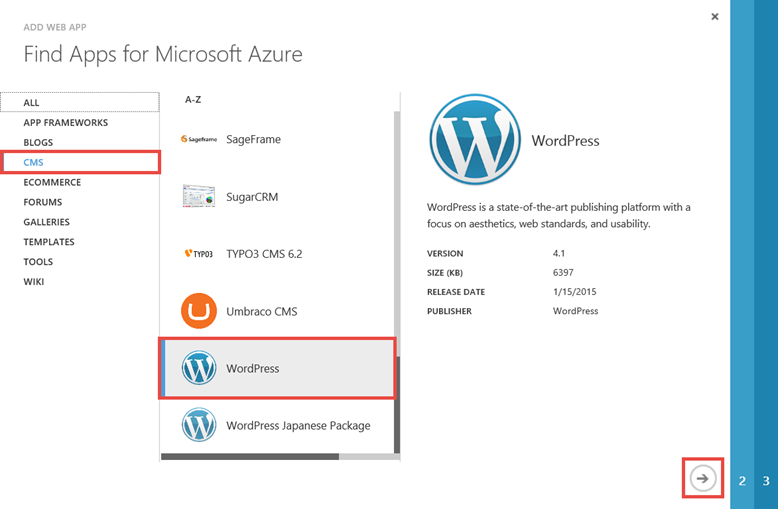 ADD WEB APP
Find Apps for Microsoft Azure
ALL
APP FRAMEWORKS
BLOGS
CMS
ECOMMERCE
FORUMS
GALLERIES
TEMPLATES
TOOLS
WIKI
A-Z
SageFrame SageFrame
SugarCRM
TYPO3 TYPO3 CMS 6.2
Umbraco CMS
WordPress
WordPress Japanese Package
WordPress
WordPress is a state-of-the-art publishing platform with a
focus on aesthetics, web standards, and usability.
VERSION 4.1
SIZE (KB) 6397
RELEASE DATE 1/15/2015
PUBLISHER WordPress
2 3